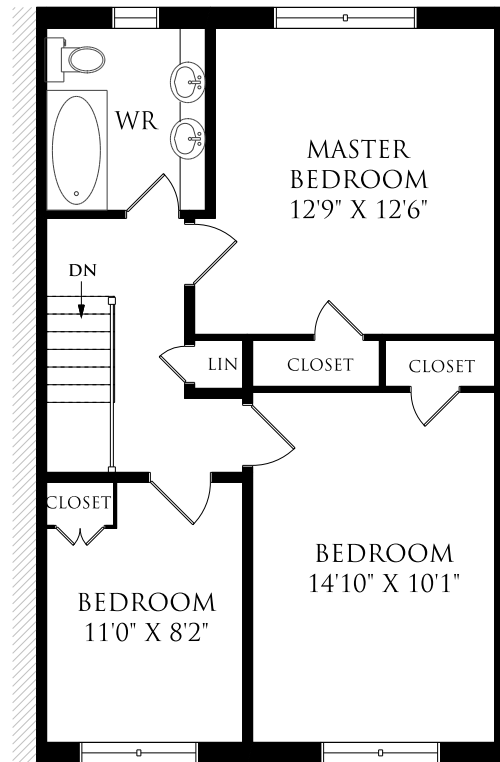 WR
MASTER
BEDROOM
12'9" X 12'6"
DN
LIN
CLOSET
CLOSET
CLOSET
BEDROOM
14'10" X 10'1"
BEDROOM
11'0" X 8'2"